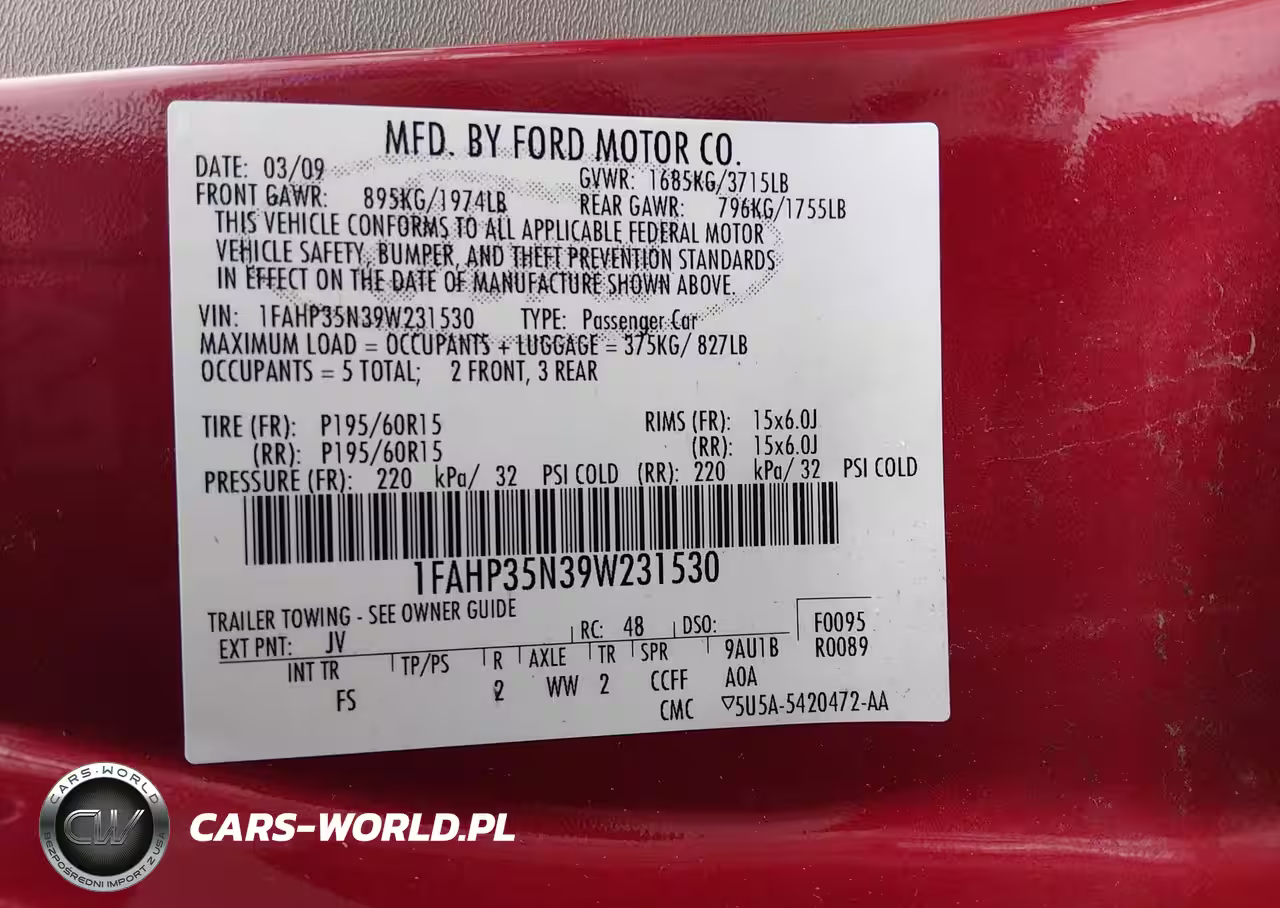 MFD. BY FORD MOTOR CO.
DATE: 03/09 GVWR: 1685KG/3715LB
FRONT GAWR: 895KG/1974LB REAR GAWR: 796KG/1755LB
THIS VEHICLE CONFORMS TO ALL APPLICABLE FEDERAL MOTOR
VEHICLE SAFETY, BUMPER, AND THEFT PREVENTION STANDARDS
IN EFFECT ON THE DATE OF MANUFACTURE SHOWN ABOVE.
VIN: 1FAHP35N39W231530 TYPE: Passenger Car
MAXIMUM LOAD = OCCUPANTS + LUGGAGE = 375KG/ 827LB
OCCUPANTS = 5 TOTAL; 2 FRONT, 3 REAR
TIRE (FR): P195/60R15 RIMS (FR): 15x6.0J
(RR): P195/60R15 (RR): 15x6.0J
PRESSURE (FR): 220 kPa/ 32 PSI COLD (RR): 220 kPa/ 32 PSI COLD
1FAHP35N39W231530
TRAILER TOWING - SEE OWNER GUIDE
EXT PNT: JV RC: 48 DSO: F0095
INT TR TP/PS R AXLE TR SPR 9AU1B R0089
FS 2 WW 2 CCFF A0A
CMC ▽5U5A-5420472-AA
CARS-WORLD
CW
BEZPOŚREDNI IMPORT Z USA
CARS-WORLD.PL